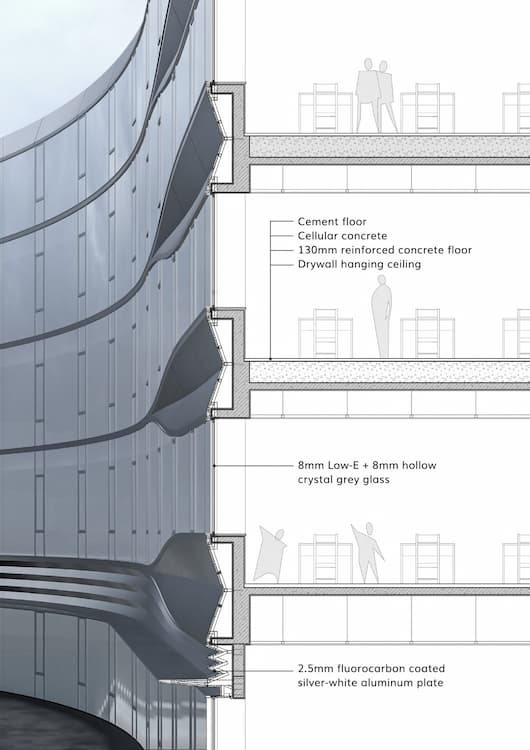 Cement floor
Cellular concrete
130mm reinforced concrete floor
Drywall hanging ceiling
8mm Low-E + 8mm hollow
crystal grey glass
2.5mm fluorocarbon coated
silver-white aluminum plate